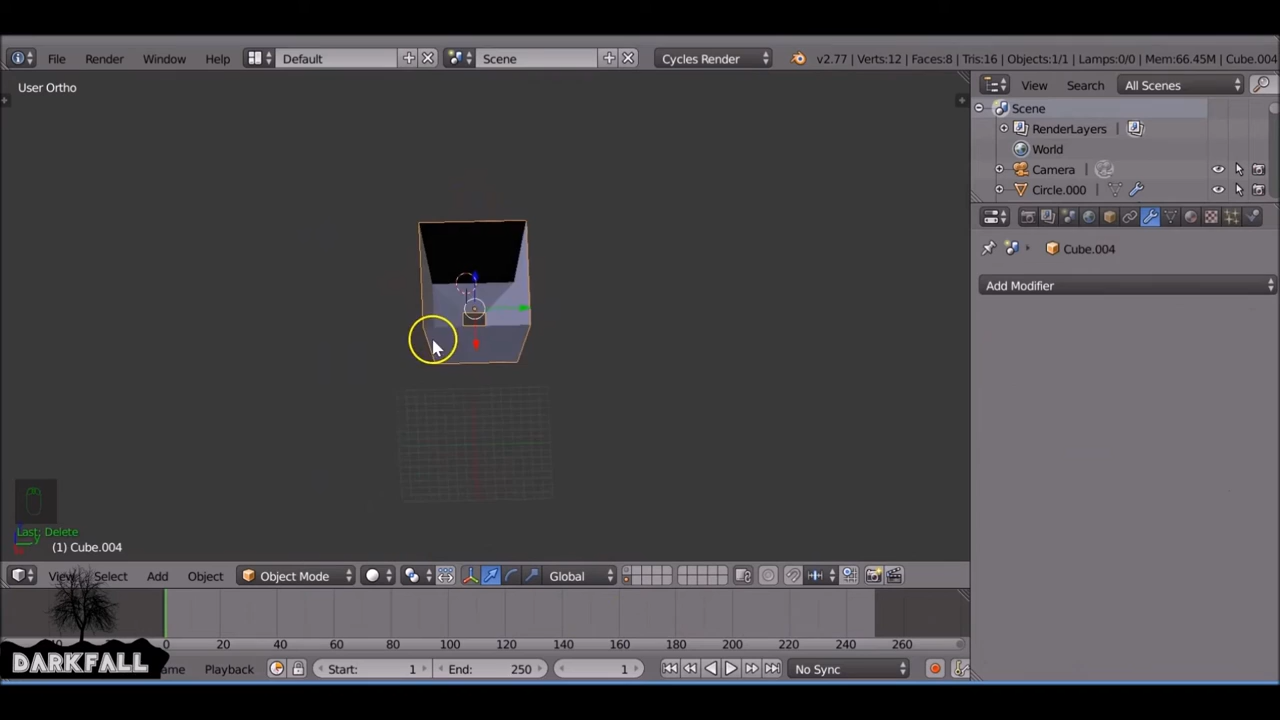 File Render Window Help Default Scene Cycles Render v2.77 | Verts:12 | Faces:8 | Tris:16 | Objects:1/1 | Lamps:0/0 | Mem:66.45M | Cube.004
User Ortho
View Search All Scenes
Scene
RenderLayers
World
Camera
Circle.000
Cube.004
Add Modifier
Last: Delete
(1) Cube.004
View Select Add Object Object Mode Global
0 20 40 60 80 100 120 140 160 180 200 220 240 260
Playback Start: 1 End: 250 1 No Sync
DARKFALL